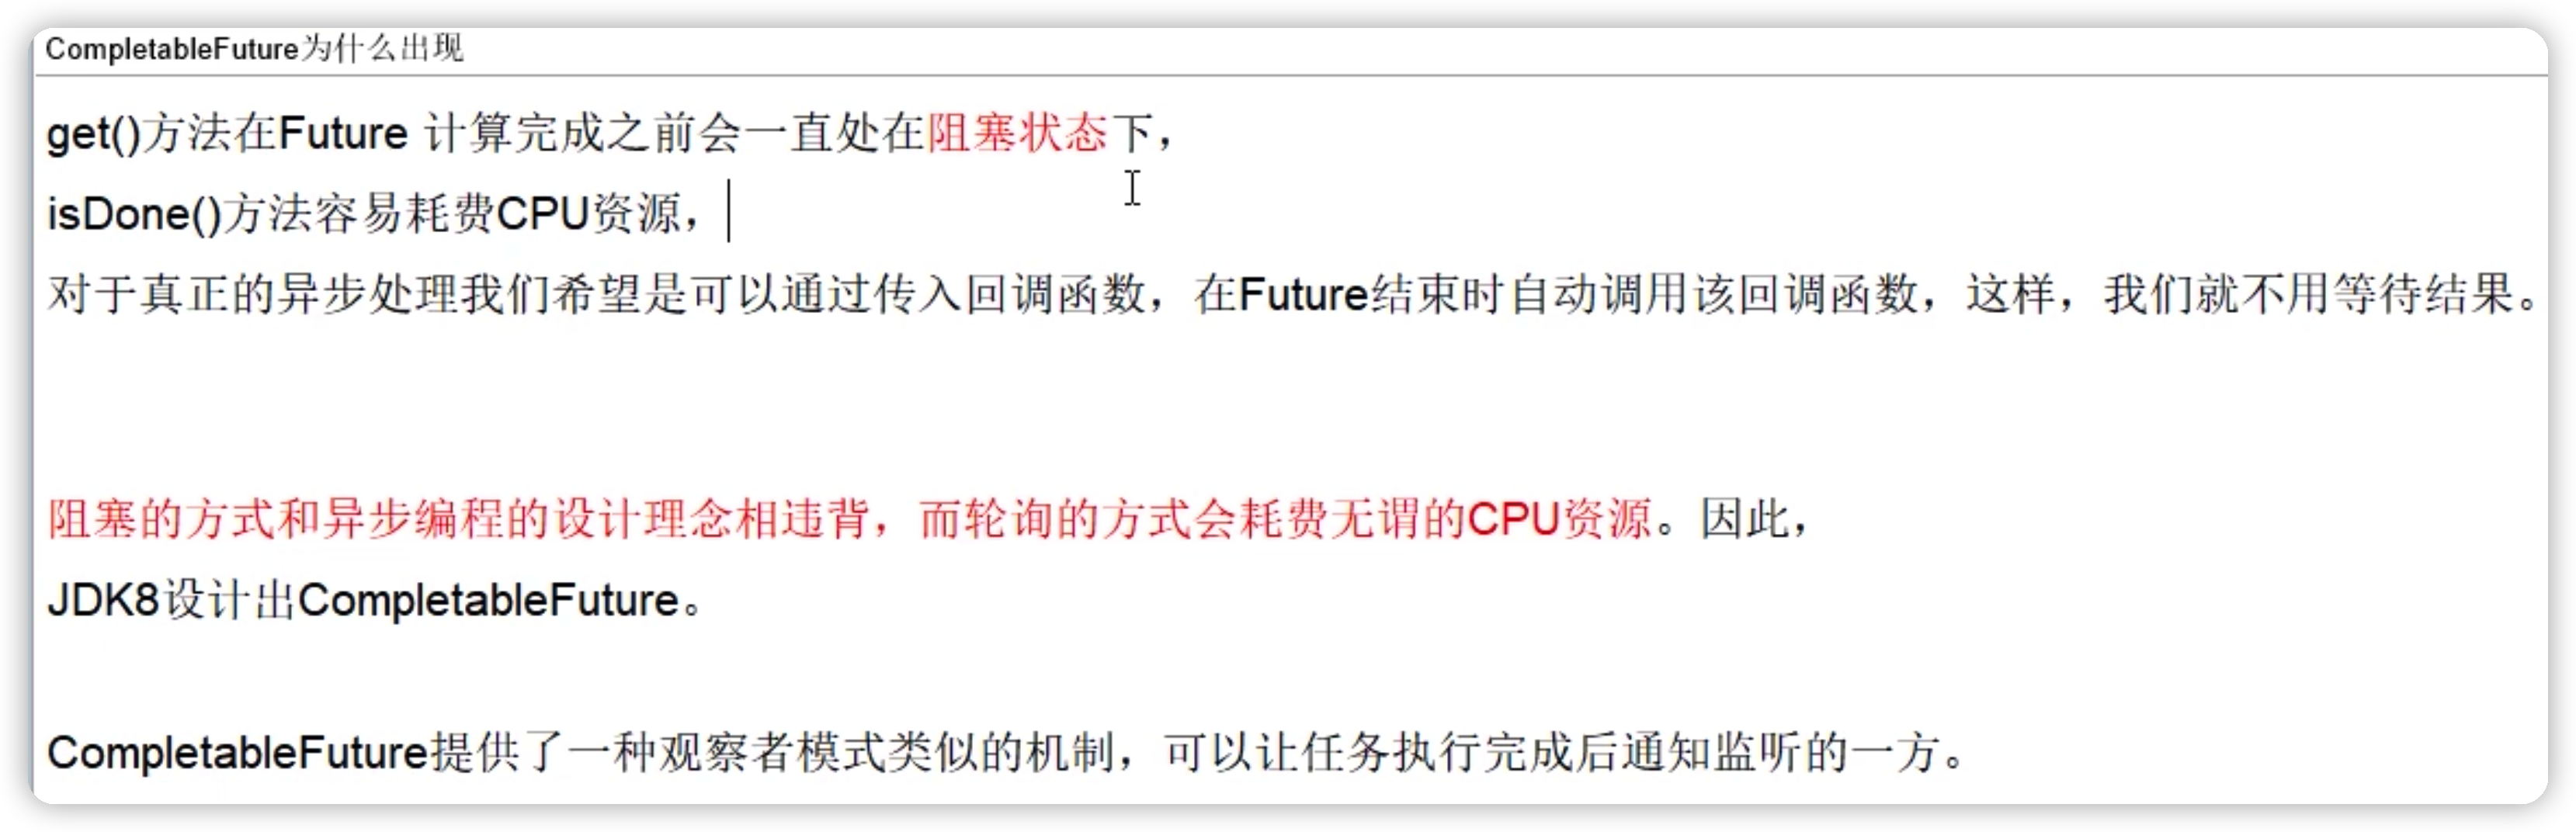 CompletableFuture为什么出现
get()方法在Future 计算完成之前会一直处在阻塞状态下，
isDone()方法容易耗费CPU资源，
对于真正的异步处理我们希望是可以通过传入回调函数，在Future结束时自动调用该回调函数，这样，我们就不用等待结果。
阻塞的方式和异步编程的设计理念相违背，而轮询的方式会耗费无谓的CPU资源。因此，
JDK8设计出CompletableFuture。
CompletableFuture提供了一种观察者模式类似的机制，可以让任务执行完成后通知监听的一方。